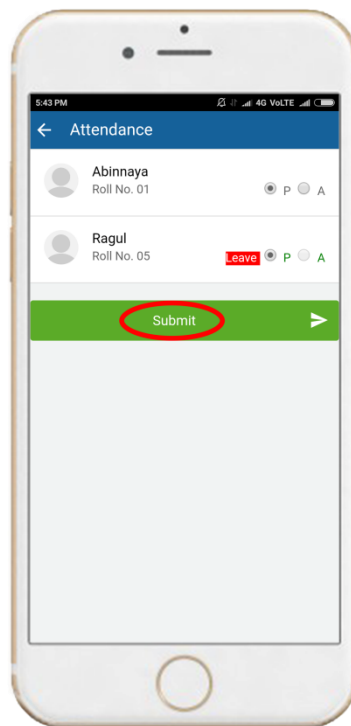 5:43 PM 4G VoLTE
Attendance
Abinnaya
Roll No. 01 P A
Ragul
Roll No. 05 Leave P A
Submit